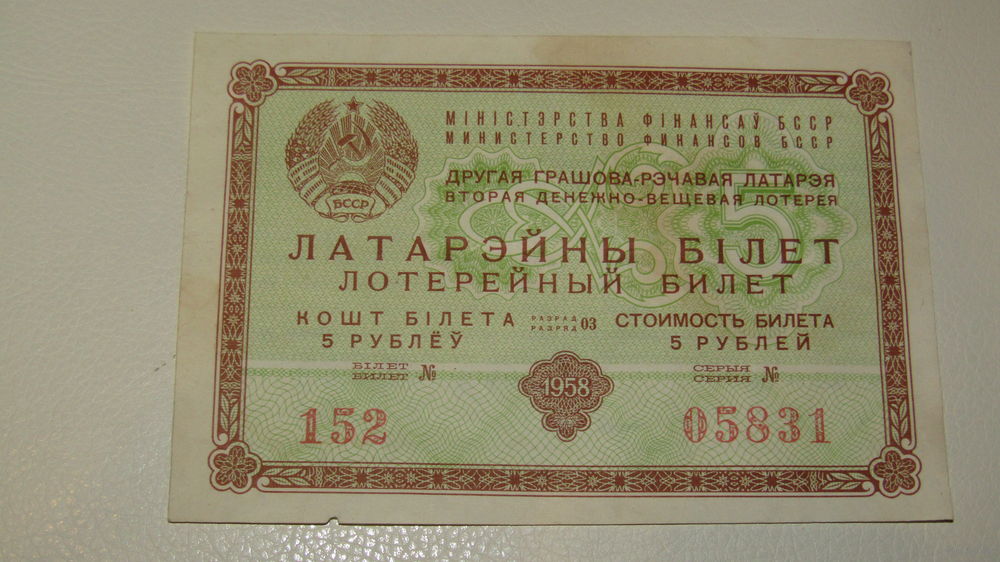 МІНІСТЭРСТВА ФІНАНСАЎ БССР
МИНИСТЕРСТВО ФИНАНСОВ БССР
ДРУГАЯ ГРАШОВА-РЭЧАВАЯ ЛАТАРЭЯ
ВТОРАЯ ДЕНЕЖНО-ВЕЩЕВАЯ ЛОТЕРЕЯ
5
БССР
ЛАТАРЭЙНЫ БІЛЕТ
ЛОТЕРЕЙНЫЙ БИЛЕТ
КОШТ БІЛЕТА
5 РУБЛЁЎ
РАЗРАД
РАЗРЯД 03
СТОИМОСТЬ БИЛЕТА
5 РУБЛЕЙ
БІЛЕТ
БИЛЕТ №
152
1958
СЕРЫЯ
СЕРИЯ №
05831